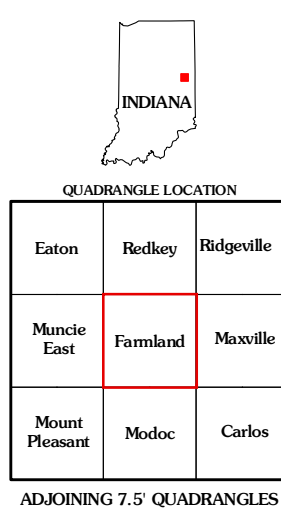 INDIANA
QUADRANGLE LOCATION
Eaton Redkey Ridgeville
Muncie
East Farmland Maxville
Mount
Pleasant Modoc Carlos
ADJOINING 7.5' QUADRANGLES